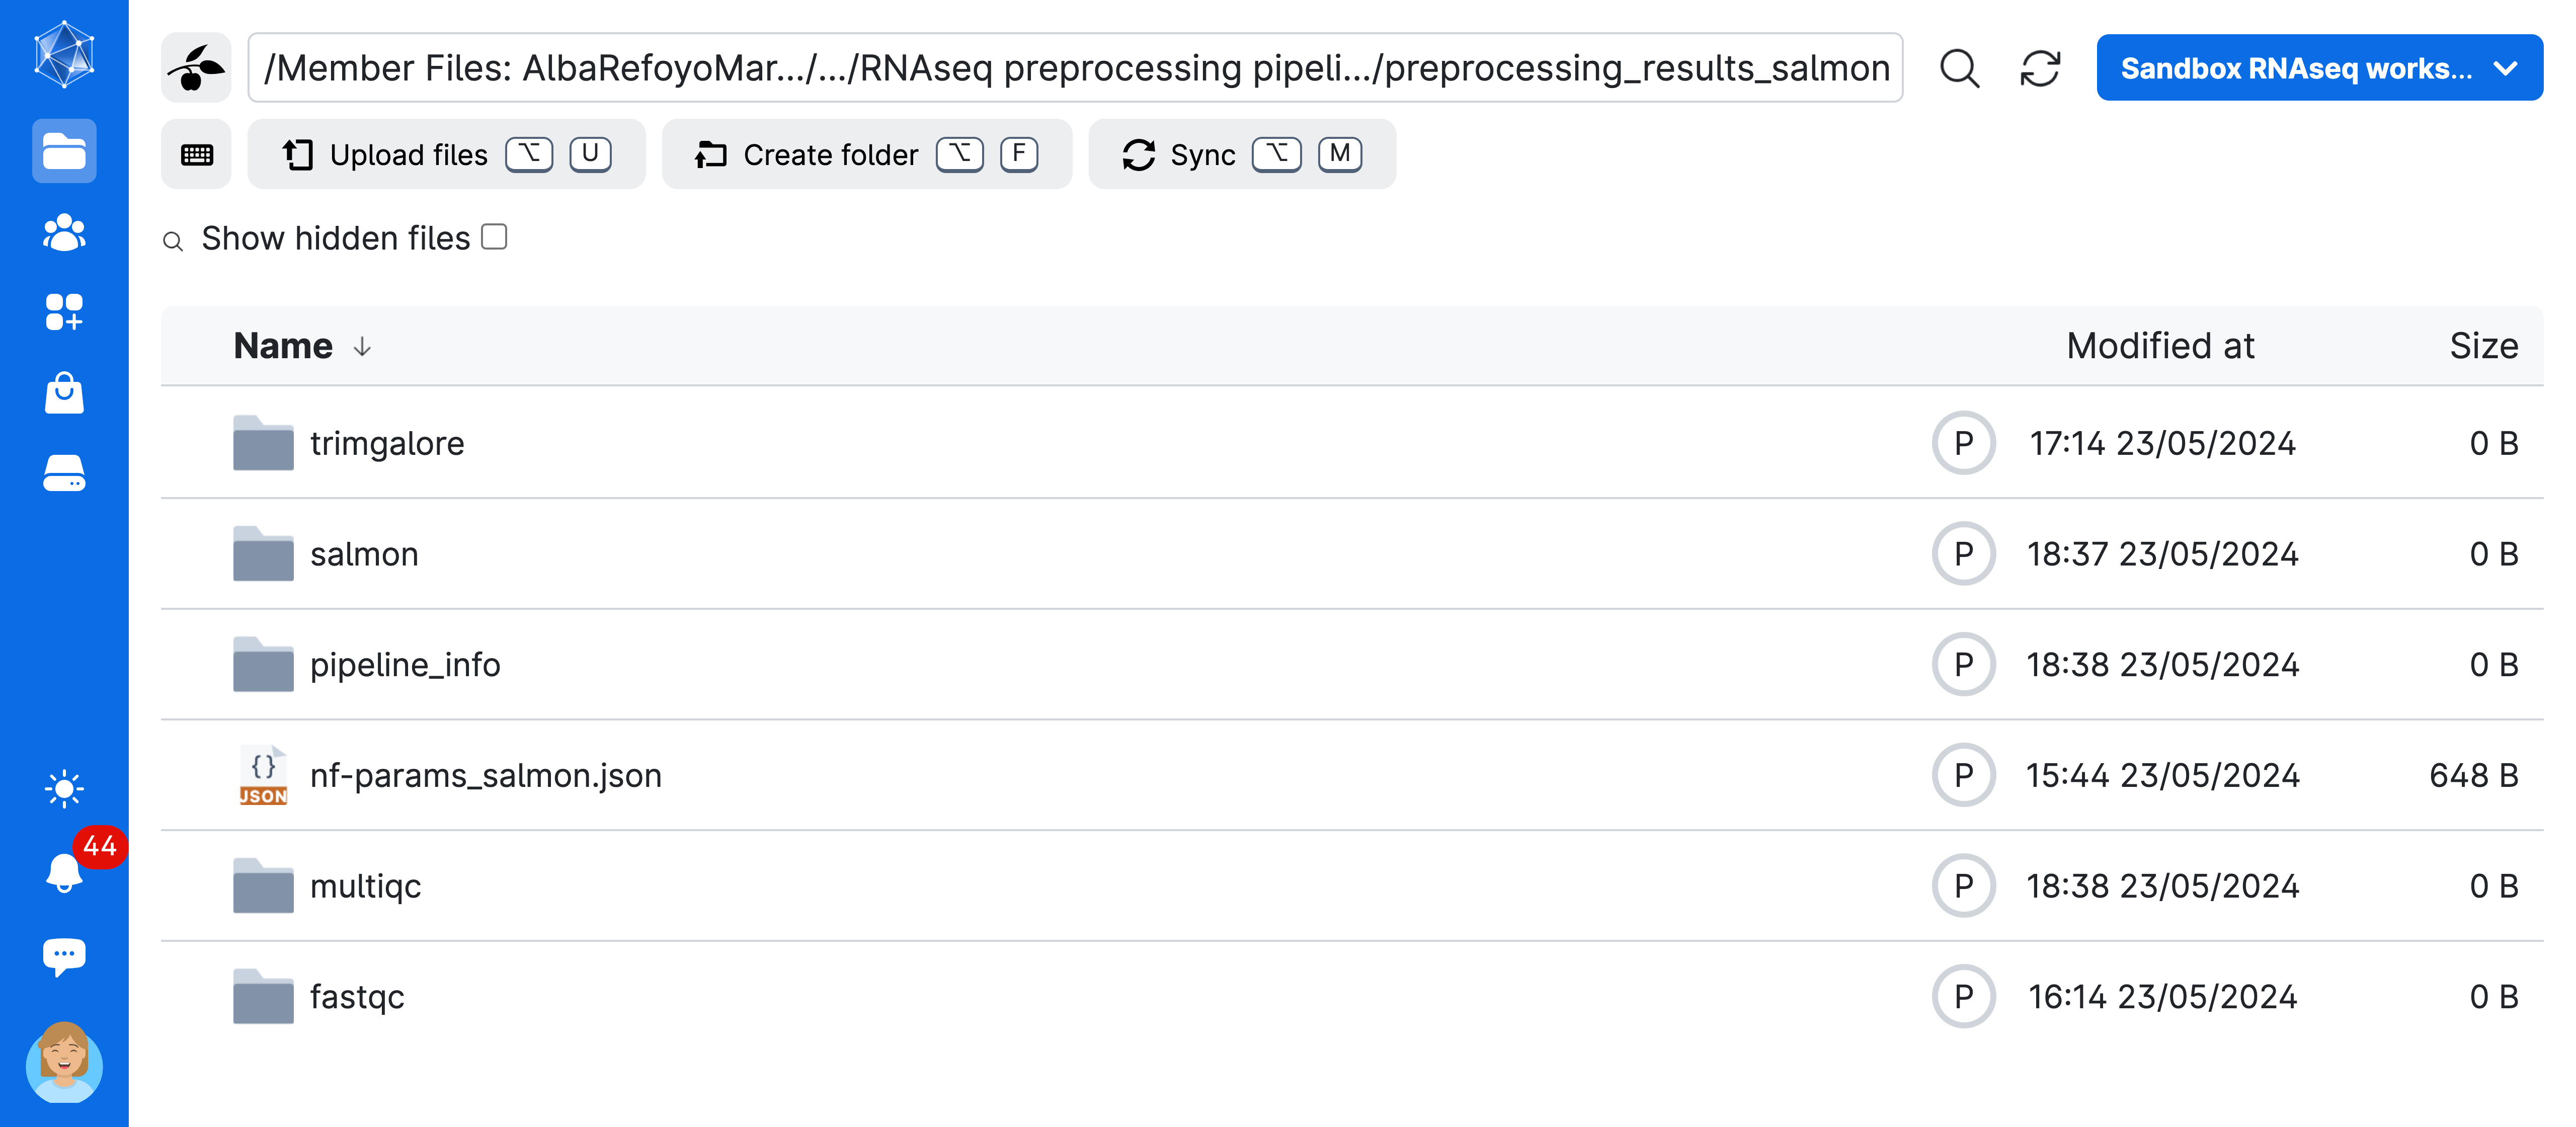 /Member Files: AlbaRefoyoMar.../.../RNAseq preprocessing pipeli.../preprocessing_results_salmon
Sandbox RNAseq works...
Upload files ⌥ U
Create folder ⌥ F
Sync ⌥ M
Show hidden files
Name ↓ Modified at Size
trimgalore P 17:14 23/05/2024 0 B
salmon P 18:37 23/05/2024 0 B
pipeline_info P 18:38 23/05/2024 0 B
{} JSON nf-params_salmon.json P 15:44 23/05/2024 648 B
multiqc P 18:38 23/05/2024 0 B
fastqc P 16:14 23/05/2024 0 B
44